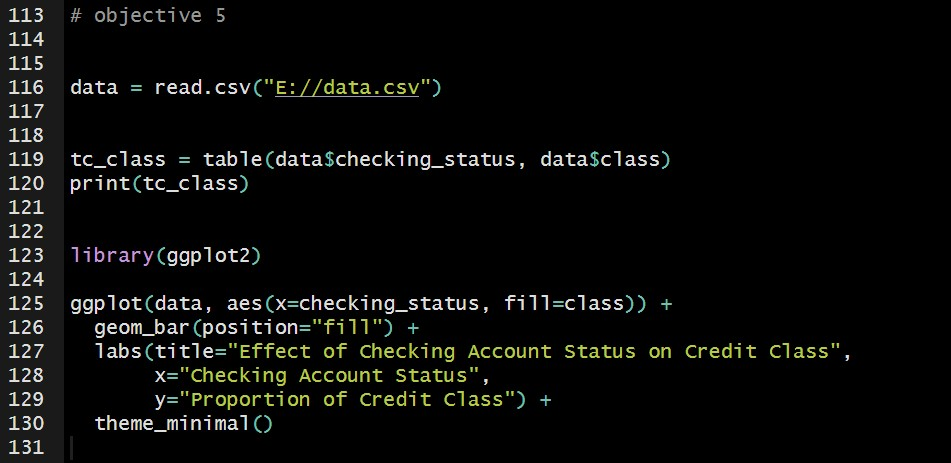 113 # objective 5
114
115
116 data = read.csv("E://data.csv")
117
118
119 tc_class = table(data$checking_status, data$class)
120 print(tc_class)
121
122
123 library(ggplot2)
124
125 ggplot(data, aes(x=checking_status, fill=class)) +
126   geom_bar(position="fill") +
127   labs(title="Effect of Checking Account Status on Credit Class",
128        x="Checking Account Status",
129        y="Proportion of Credit Class") +
130   theme_minimal()
131